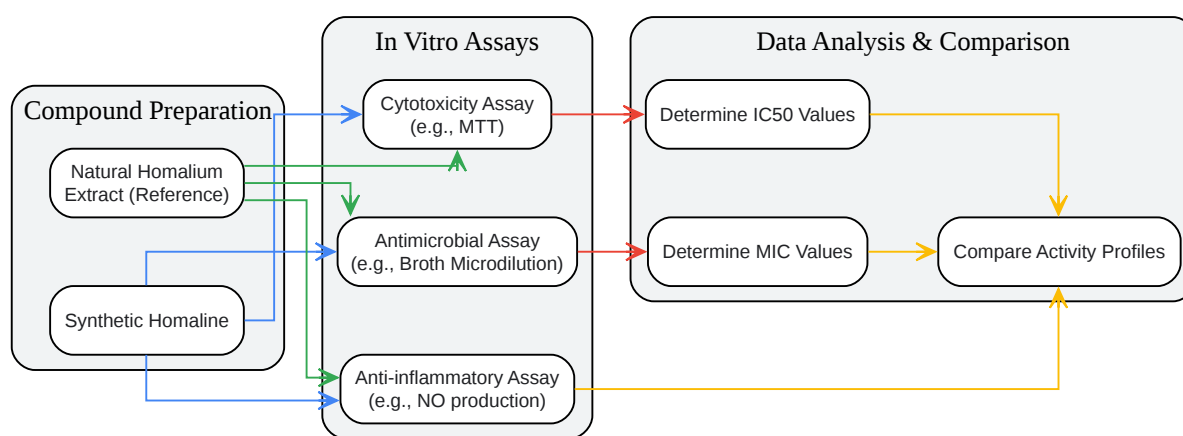 Compound Preparation
Natural Homalium
Extract (Reference)
Synthetic Homaline
In Vitro Assays
Cytotoxicity Assay
(e.g., MTT)
Antimicrobial Assay
(e.g., Broth Microdilution)
Anti-inflammatory Assay
(e.g., NO production)
Data Analysis & Comparison
Determine IC50 Values
Determine MIC Values
Compare Activity Profiles